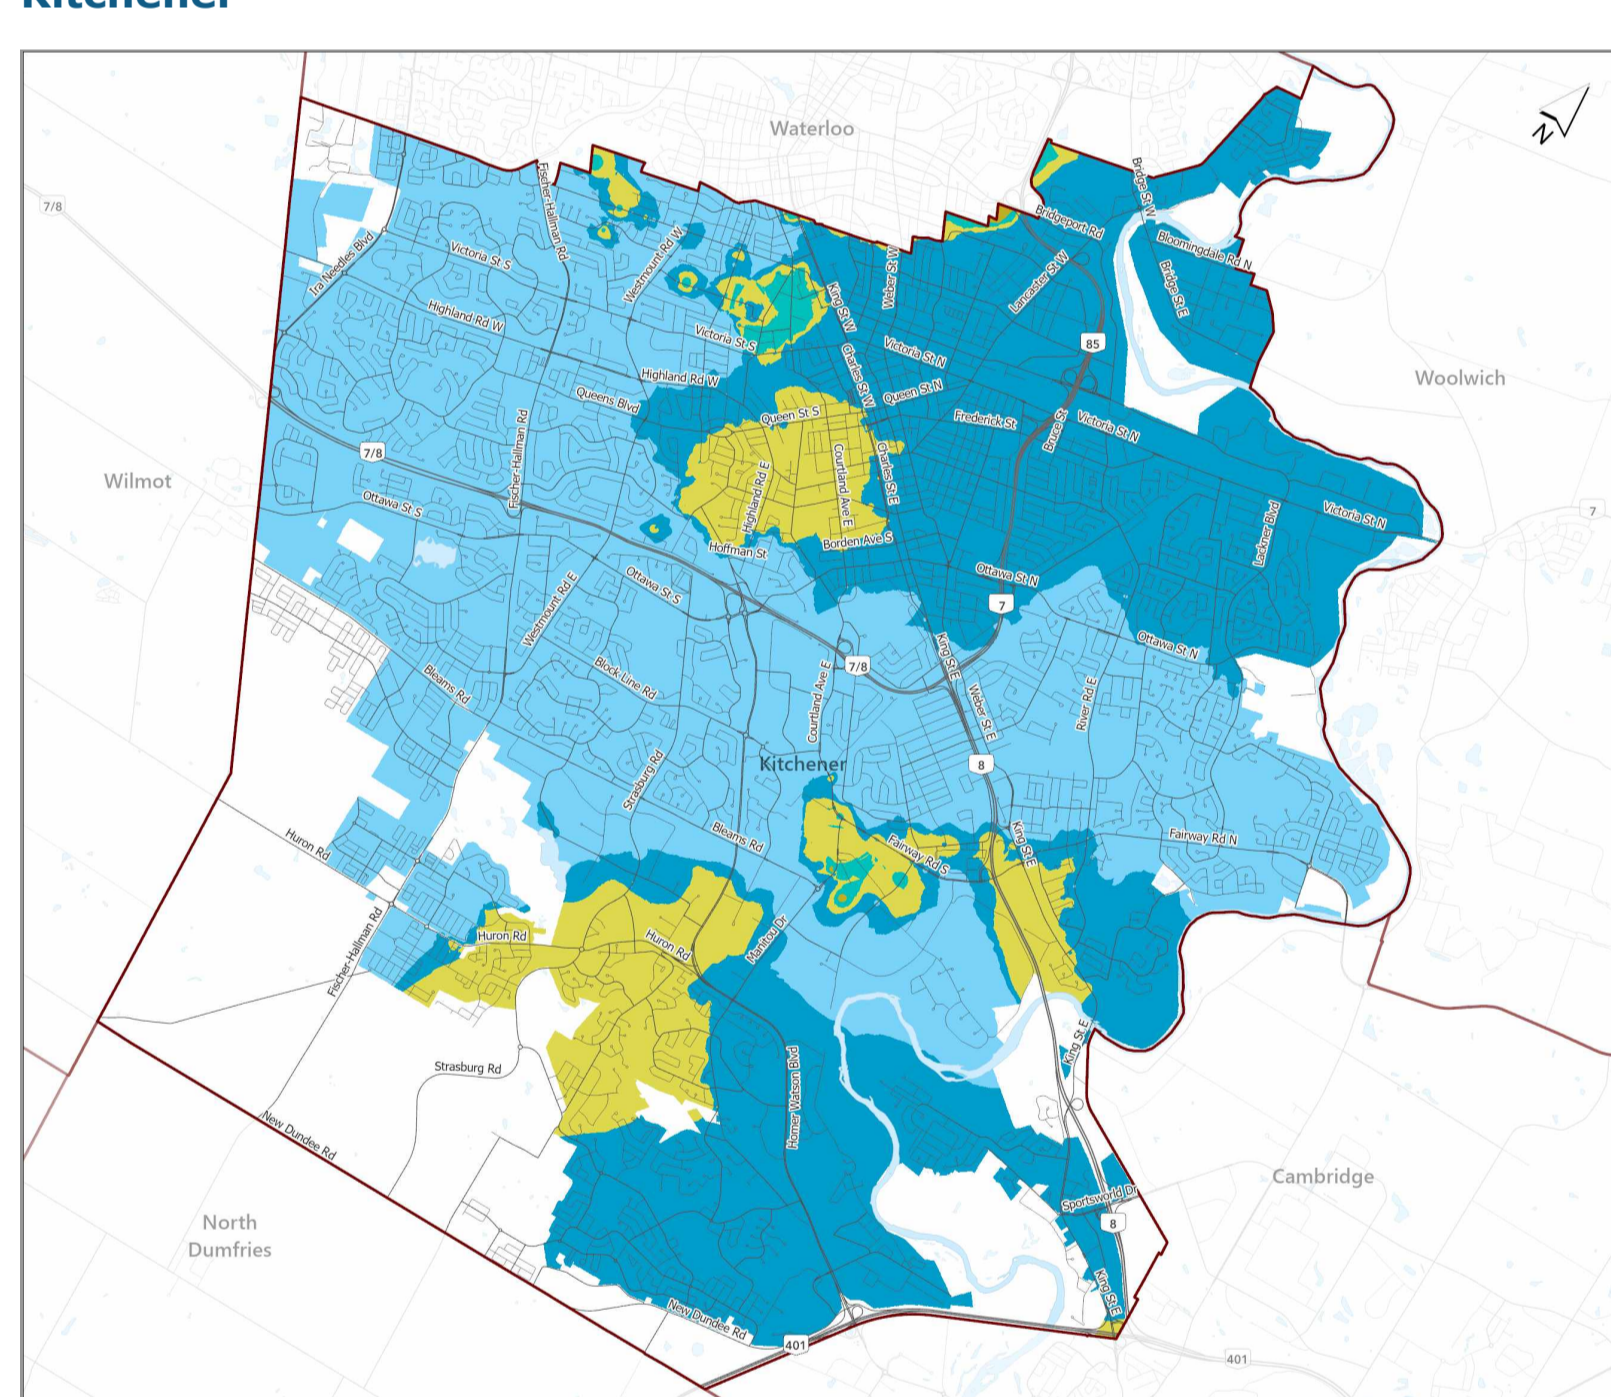 Kitchener
Waterloo
N
7/8
Fischer-Hallman Rd
Bridge St W
Bridgeport Rd
Bloomingdale Rd N
Victoria St S
Ira Needles Blvd
Westmount Rd W
Weber St W
Lancaster St W
Bridge St E
Highland Rd W
King St W
Victoria St S
Victoria St N
85
Charles St W
Woolwich
Highland Rd W
Queens Blvd
Queen St N
Queen St S
Frederick St
Bruce St
Victoria St N
7/8
Fischer-Hallman Rd
Wilmot
Highland Rd E
Courtland Ave E
Charles St E
Ottawa St S
Victoria St N
7
Lackner Blvd
Hoffman St
Borden Ave S
Ottawa St S
Ottawa St N
7
Westmount Rd E
Ottawa St N
Bleams Rd
Block Line Rd
7/8
King St E
Courtland Ave E
Weber St E
River Rd E
Kitchener
8
Strasburg Rd
Huron Rd
Bleams Rd
Fairway Rd S
King St E
Fairway Rd N
Fischer-Hallman Rd
Huron Rd
Huron Rd
Manitou Dr
Strasburg Rd
King St E
Homer Watson Blvd
New Dundee Rd
Cambridge
Sportsworld Dr
North
Dumfries
8
King St E
New Dundee Rd
401
401